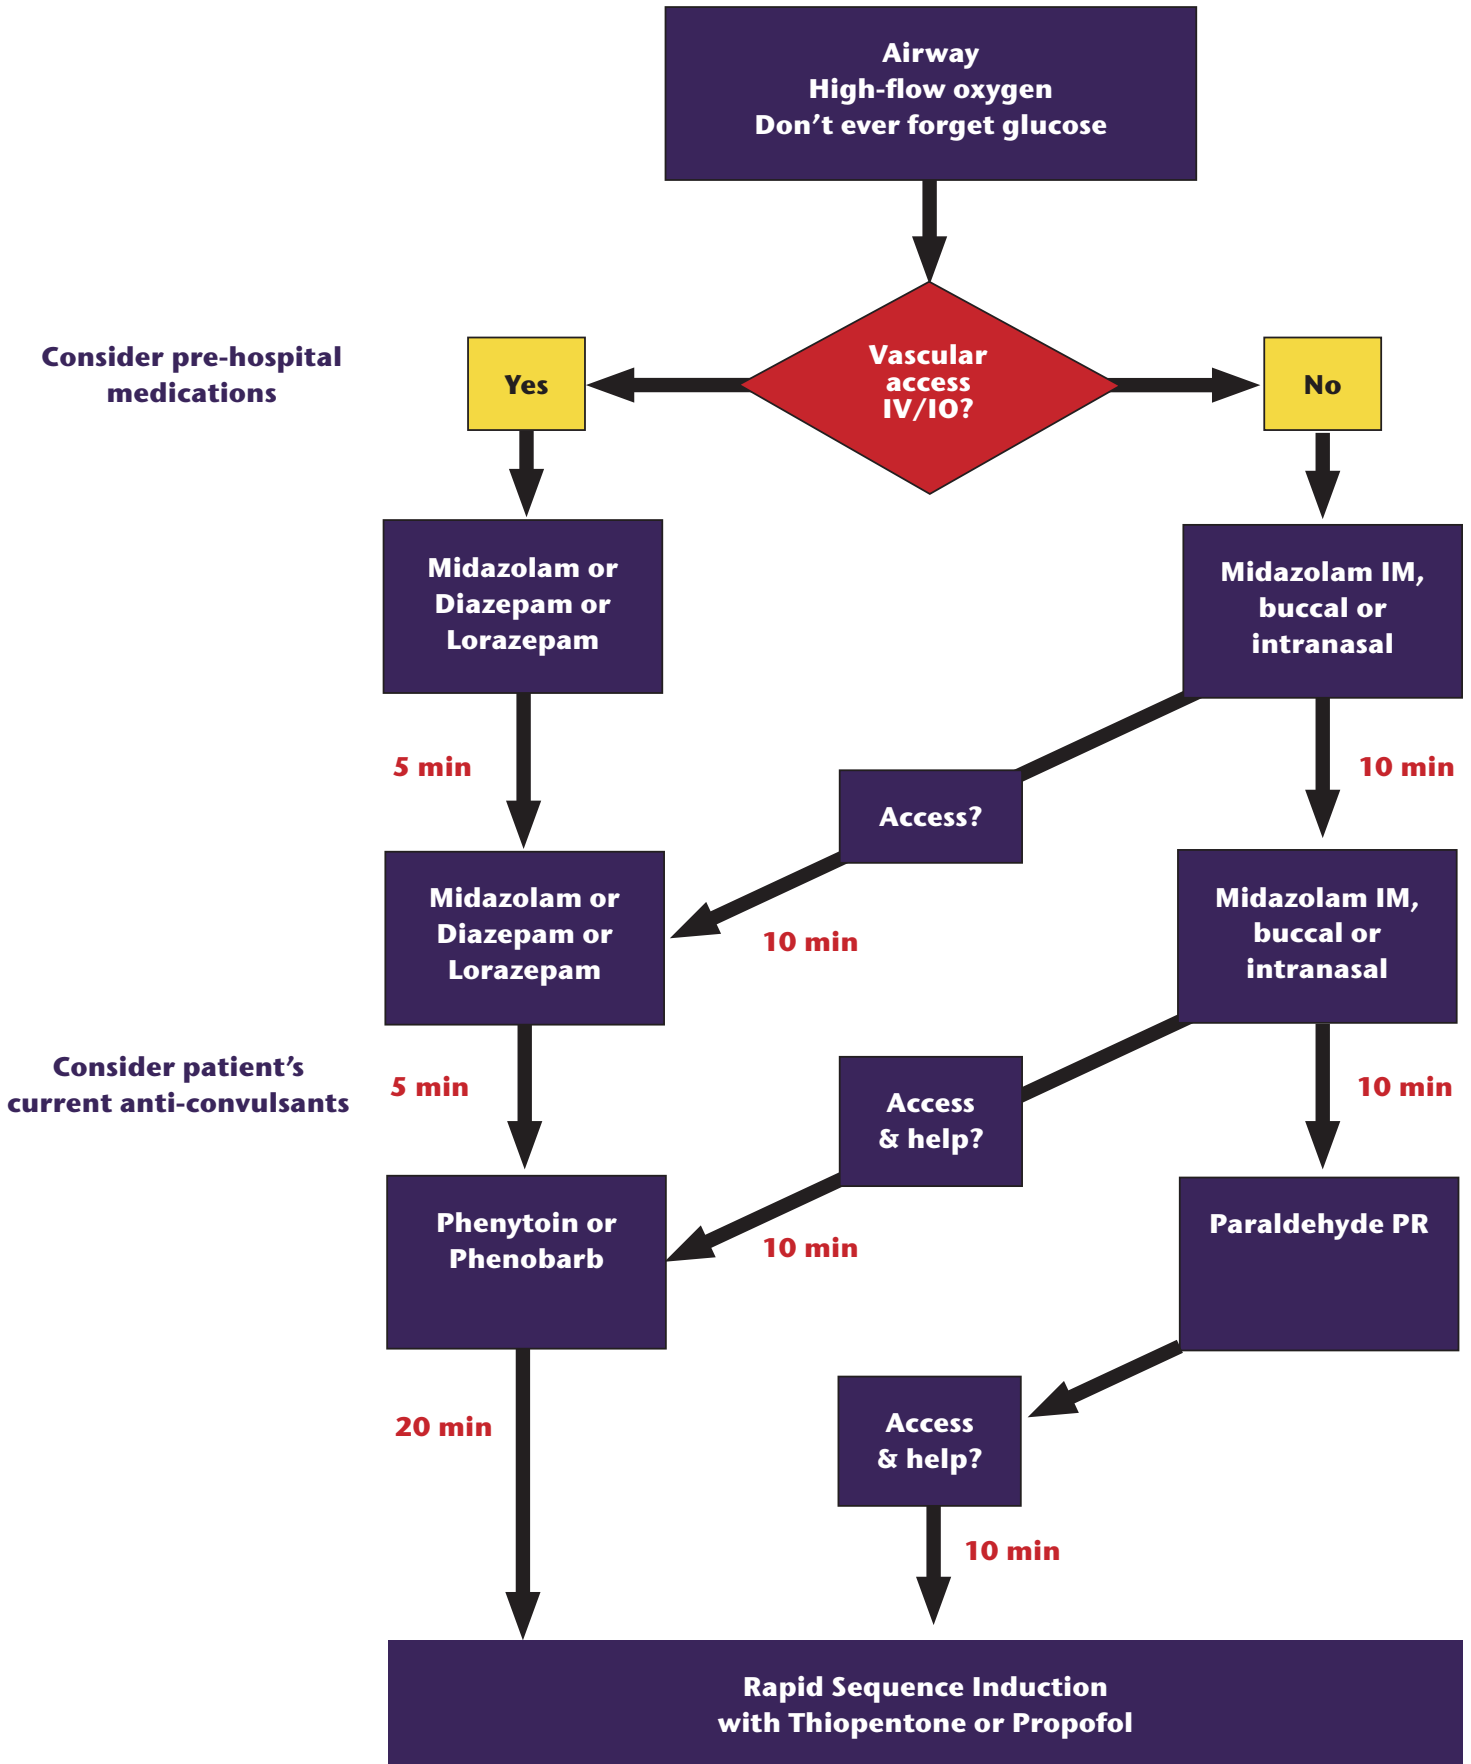 Airway
High-flow oxygen
Don’t ever forget glucose
Vascular
access
IV/IO?
Consider pre-hospital
medications
Yes
No
Midazolam or
Diazepam or
Lorazepam
Midazolam IM,
buccal or
intranasal
5 min
Access?
10 min
Midazolam or
Diazepam or
Lorazepam
10 min
Midazolam IM,
buccal or
intranasal
Consider patient’s
current anti-convulsants
5 min
Access
& help?
10 min
Phenytoin or
Phenobarb
10 min
Paraldehyde PR
20 min
Access
& help?
10 min
Rapid Sequence Induction
with Thiopentone or Propofol